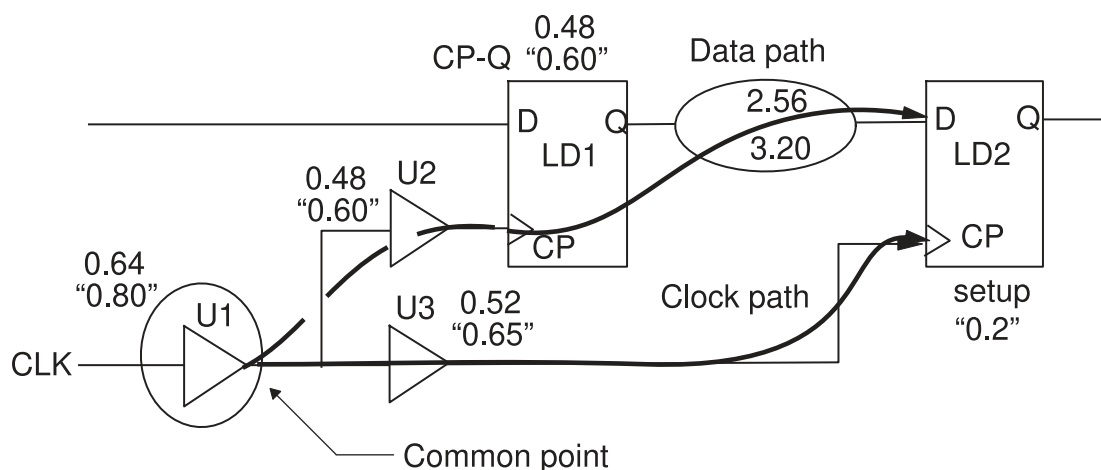 0.48
CP-Q “0.60”
Data path
D
Q
LD1
2.56
3.20
D
Q
LD2
U2
0.48
“0.60”
CP
CP
0.64
“0.80”
U1
U3
0.52
“0.65”
Clock path
setup
“0.2”
CLK
Common point